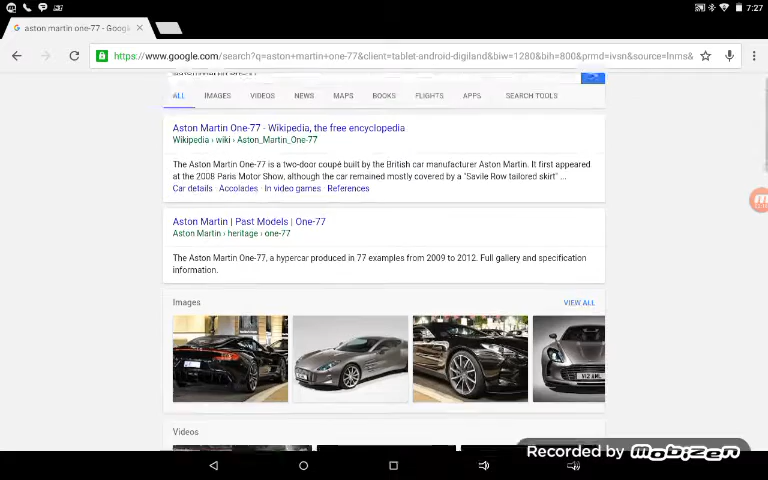 7:27
aston martin one-77 - Googl
https://www.google.com/search?q=aston+martin+one-77&client=tablet-android-digiland&biw=1280&bih=800&prmd=ivsn&source=lnms&
ALL IMAGES VIDEOS NEWS MAPS BOOKS FLIGHTS APPS SEARCH TOOLS
Aston Martin One-77 - Wikipedia, the free encyclopedia
Wikipedia › wiki › Aston_Martin_One-77
The Aston Martin One-77 is a two-door coupé built by the British car manufacturer Aston Martin. It first appeared
at the 2008 Paris Motor Show, although the car remained mostly covered by a "Savile Row tailored skirt" ...
Car details · Accolades · In video games · References
Aston Martin | Past Models | One-77
Aston Martin › heritage › one-77
The Aston Martin One-77, a hypercar produced in 77 examples from 2009 to 2012. Full gallery and specification
information.
Images VIEW ALL
Videos
Recorded by mobizen